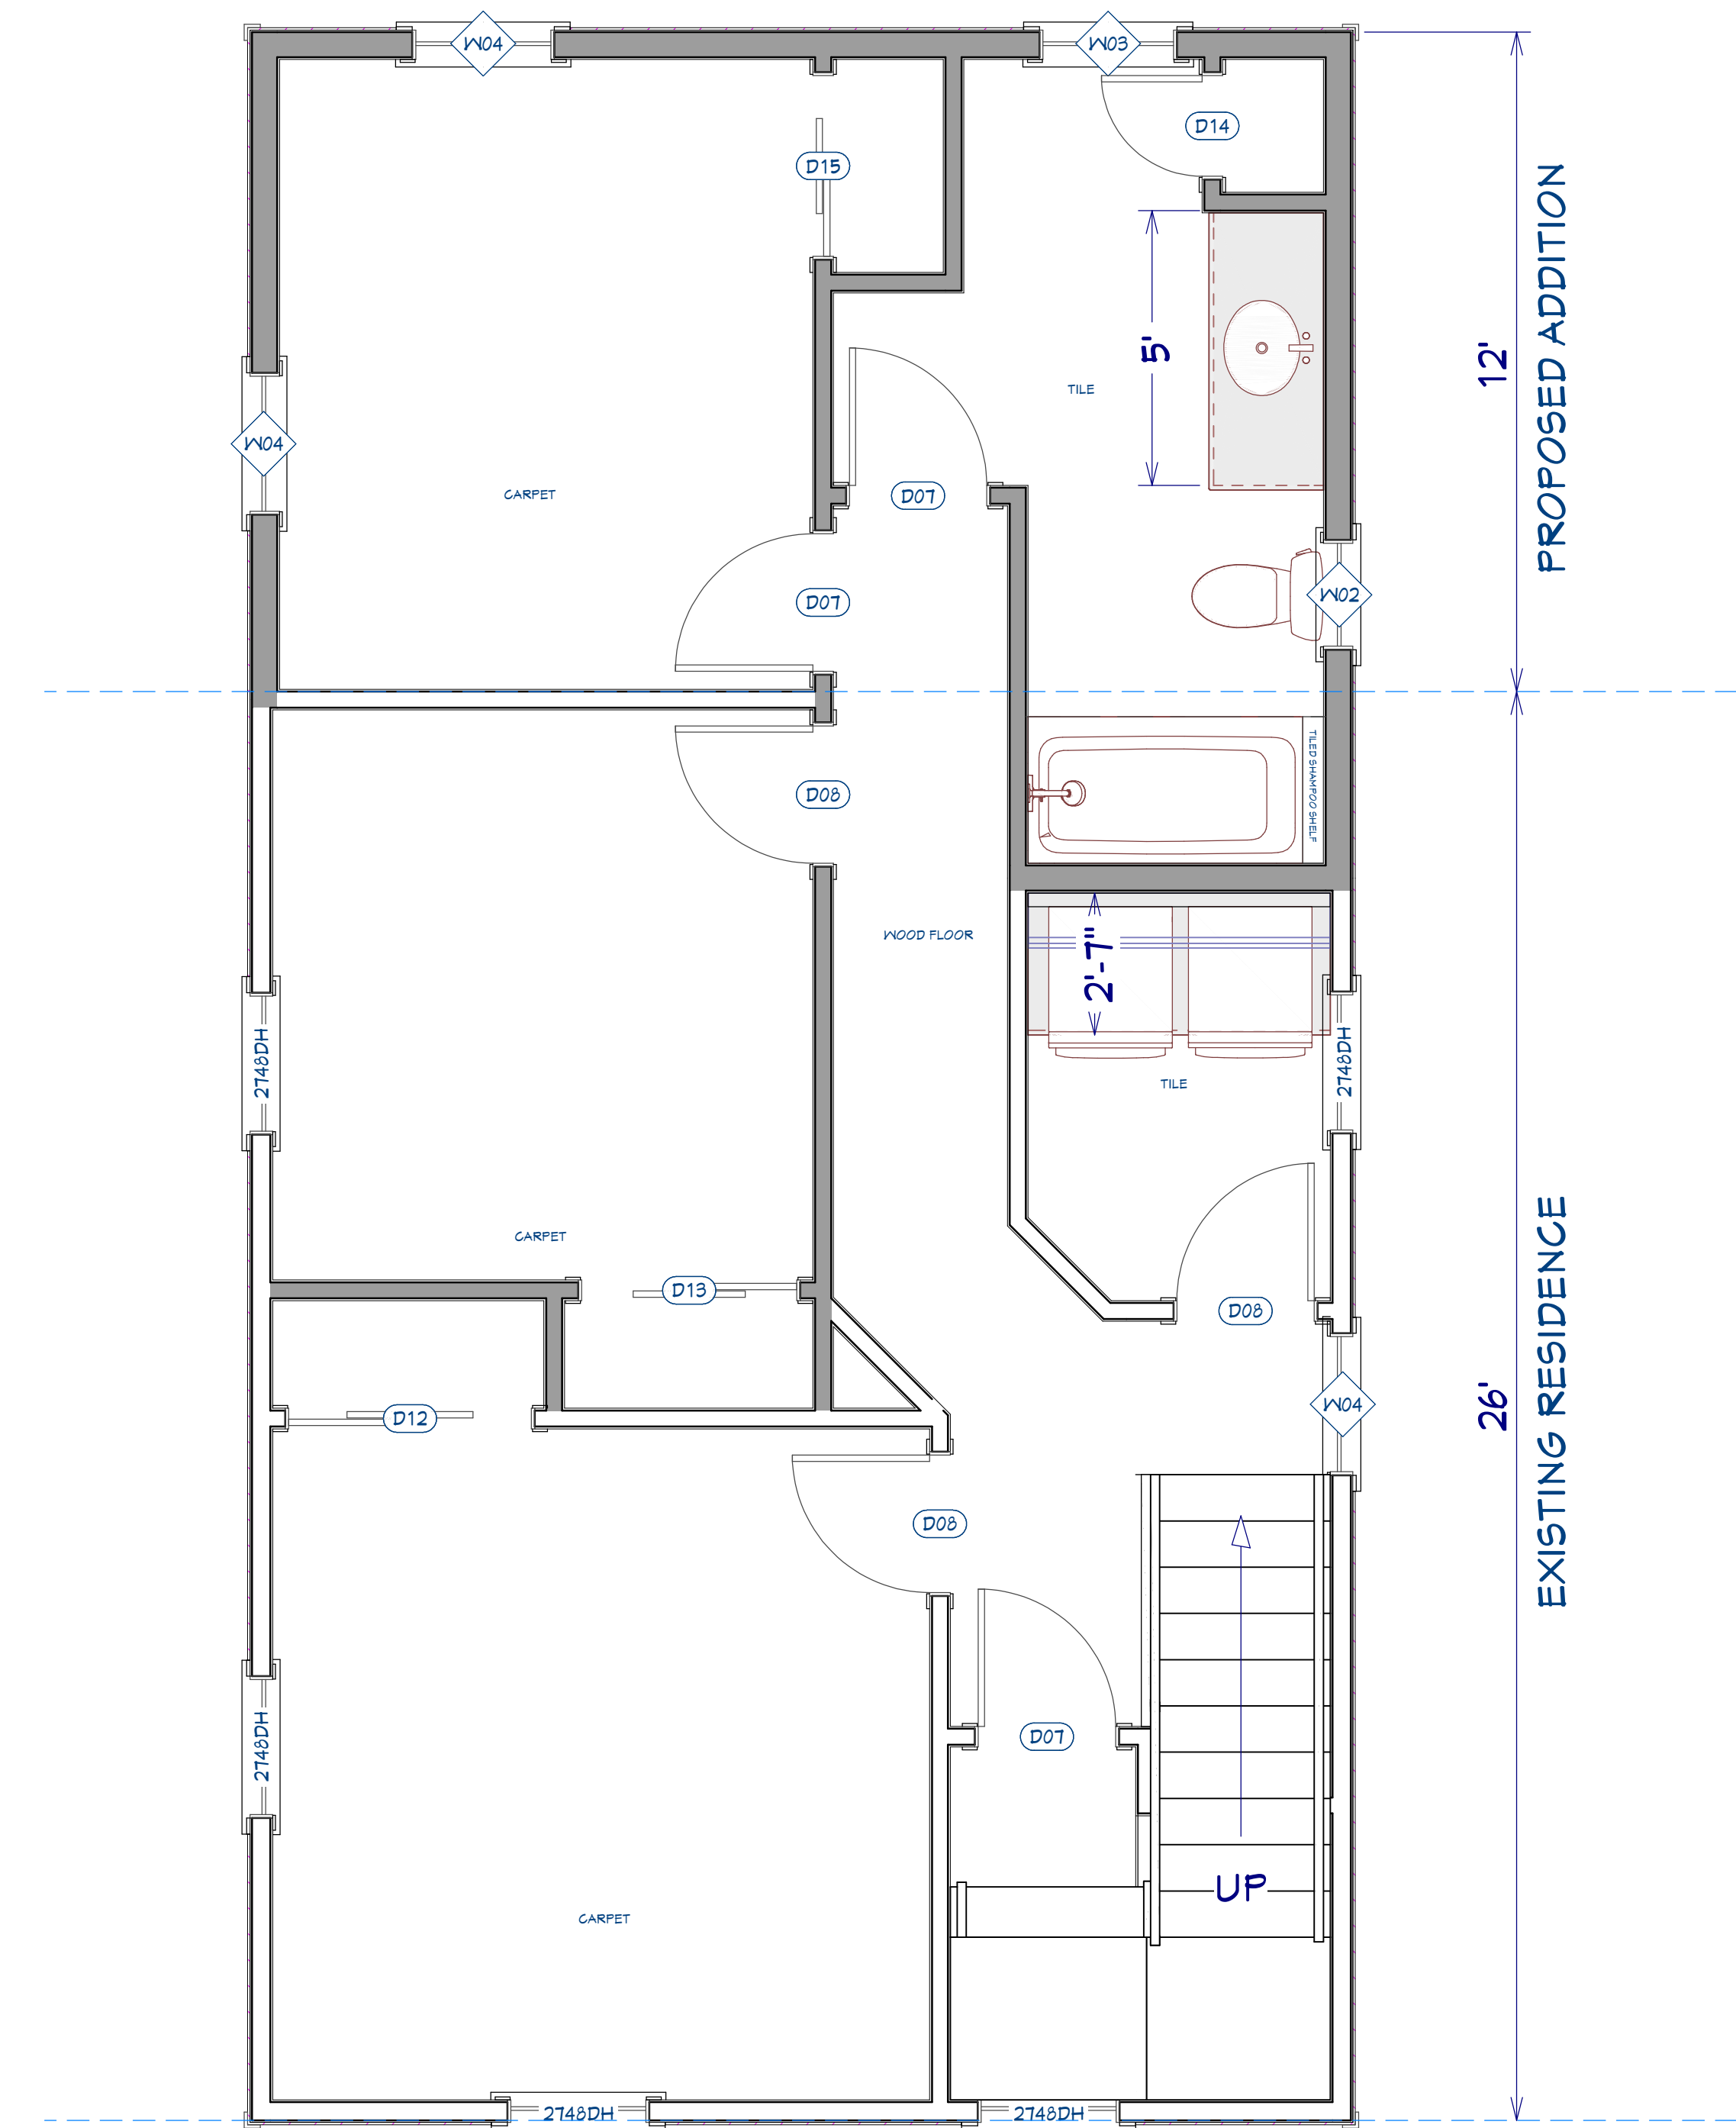 W04
W03
D14
D15
PROPOSED ADDITION
12'
5'
TILE
W04
CARPET
D07
W02
D07
TILED SHAMPOO SHELF
D08
WOOD FLOOR
2'-7"
2748DH
2748DH
TILE
CARPET
D13
D08
EXISTING RESIDENCE
26'
W04
D12
D08
D07
2748DH
UP
CARPET
2748DH
2748DH